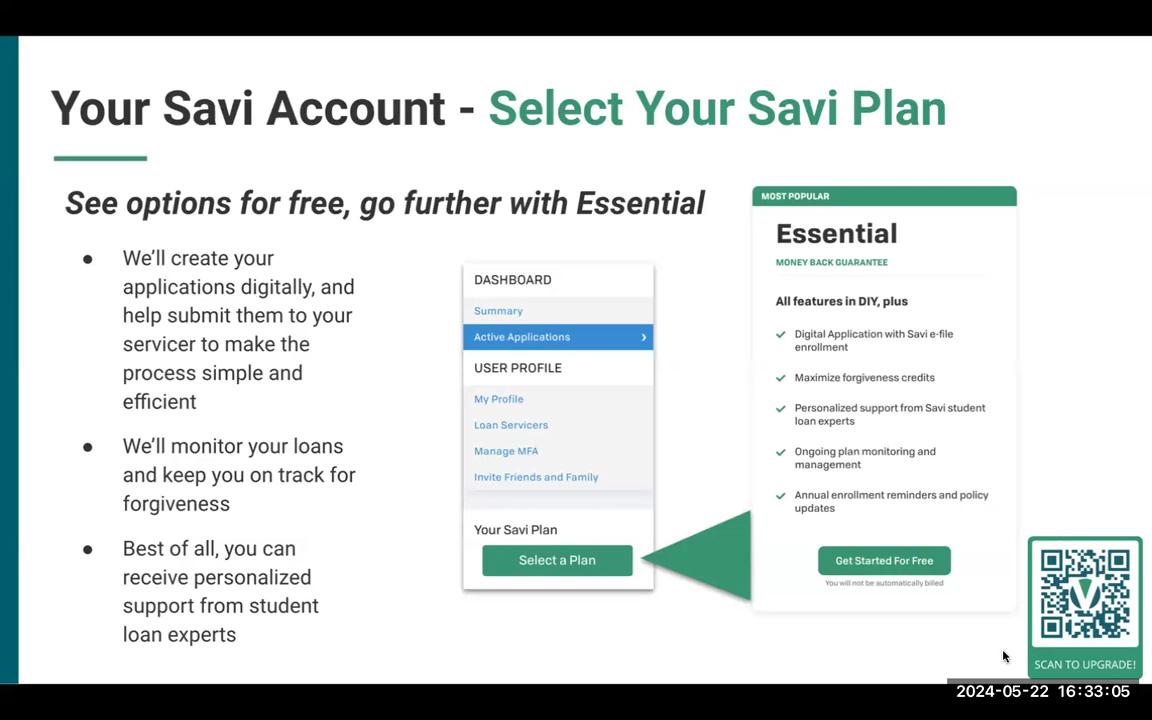 Your Savi Account - Select Your Savi Plan
See options for free, go further with Essential
● We’ll create your
applications digitally, and
help submit them to your
servicer to make the
process simple and
efficient
● We’ll monitor your loans
and keep you on track for
forgiveness
● Best of all, you can
receive personalized
support from student
loan experts
DASHBOARD
Summary
Active Applications
USER PROFILE
My Profile
Loan Servicers
Manage MFA
Invite Friends and Family
Your Savi Plan
Select a Plan
MOST POPULAR
Essential
MONEY BACK GUARANTEE
All features in DIY, plus
Digital Application with Savi e-file
enrollment
Maximize forgiveness credits
Personalized support from Savi student
loan experts
Ongoing plan monitoring and
management
Annual enrollment reminders and policy
updates
Get Started For Free
You will not be automatically billed
SCAN TO UPGRADE!
2024-05-22 16:33:05